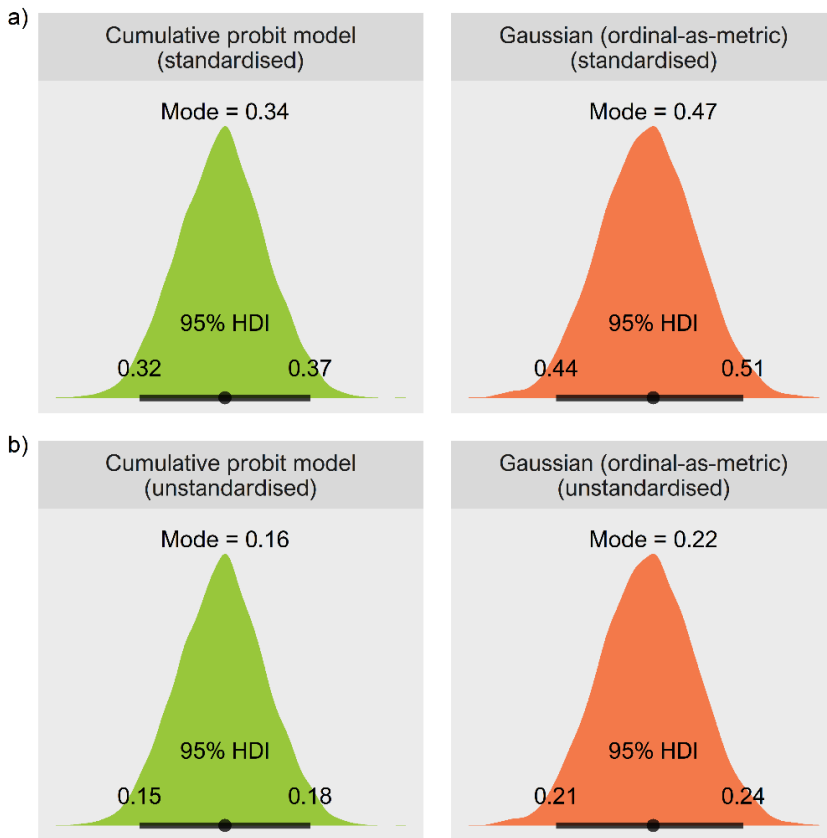 a)
Cumulative probit model
(standardised)
Mode = 0.34
95% HDI
0.32
0.37
Gaussian (ordinal-as-metric)
(standardised)
Mode = 0.47
95% HDI
0.44
0.51
b)
Cumulative probit model
(unstandardised)
Mode = 0.16
95% HDI
0.15
0.18
Gaussian (ordinal-as-metric)
(unstandardised)
Mode = 0.22
95% HDI
0.21
0.24